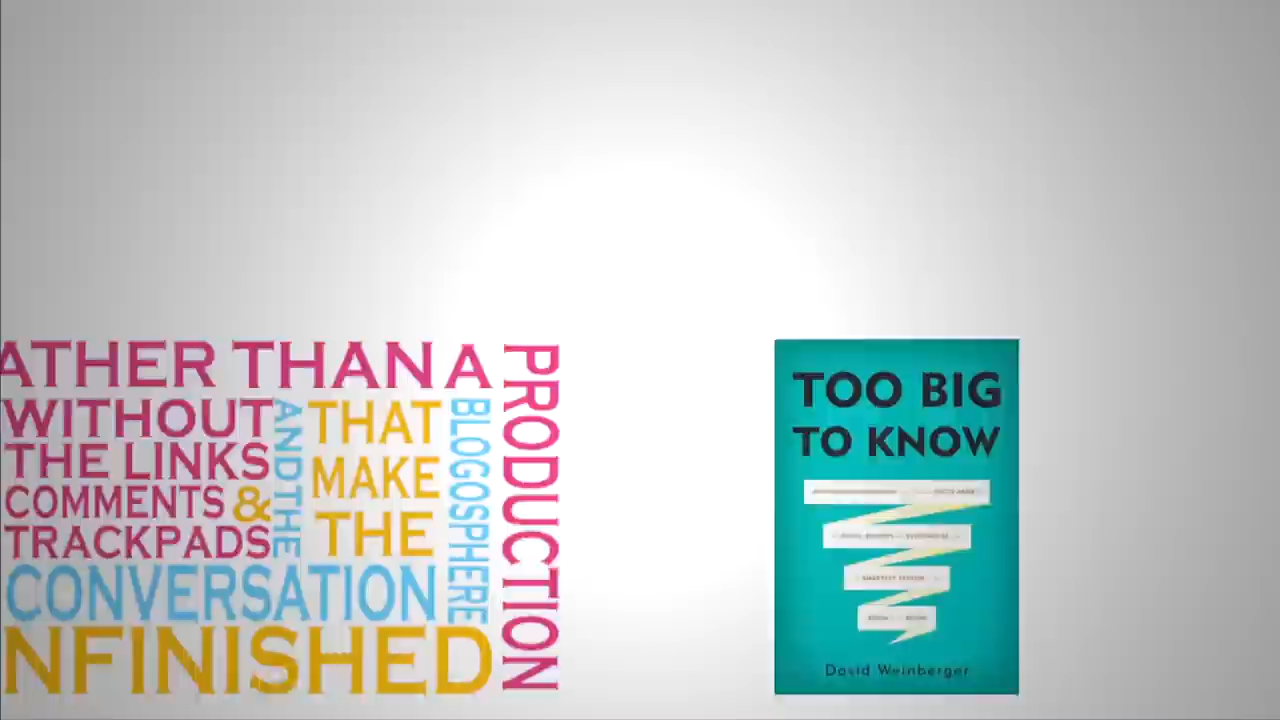 ATHER THAN A
PRODUCTION
WITHOUT
THE LINKS
COMMENTS &
TRACKPADS
AND THE
THAT
MAKE
THE
BLOGOSPHERE
CONVERSATION
NFINISHED
TOO BIG
TO KNOW
David Weinberger